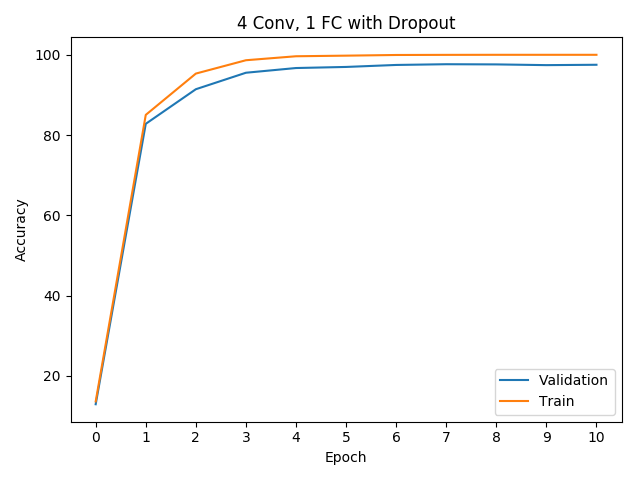 4 Conv, 1 FC with Dropout
100
80
60
40
20
Accuracy
Validation
Train
0 1 2 3 4 5 6 7 8 9 10
Epoch